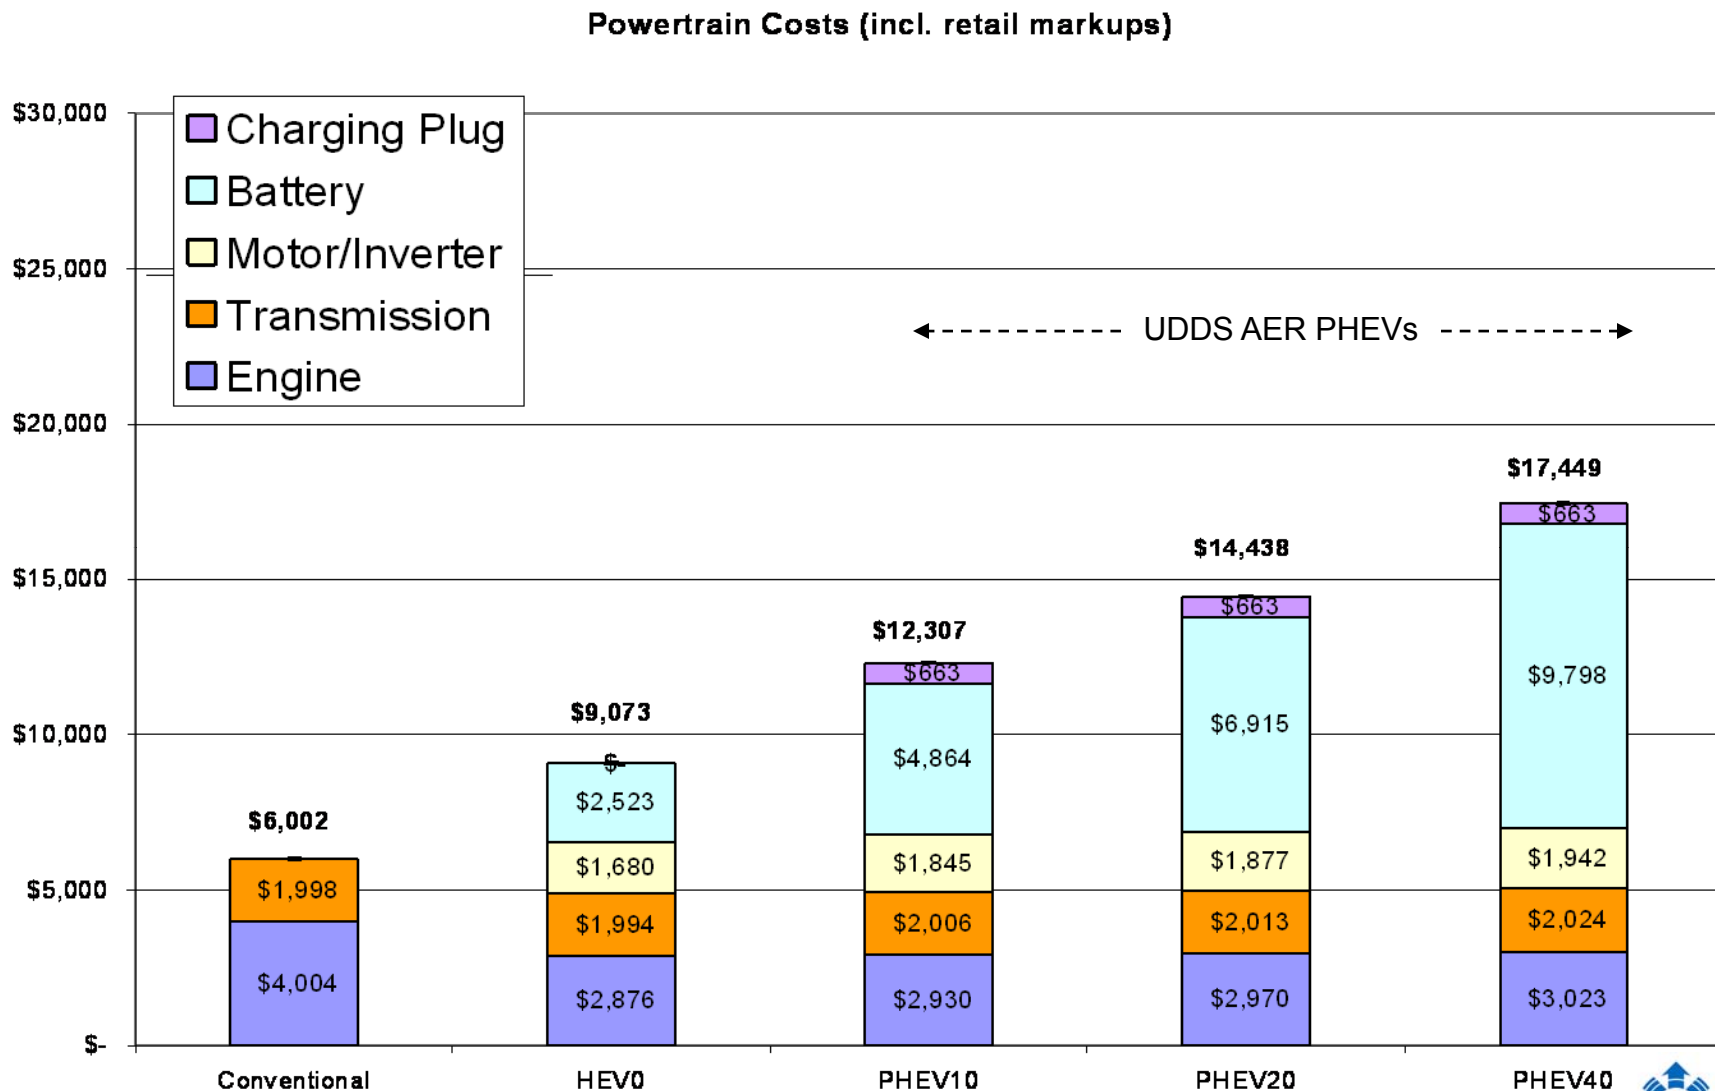 Powertrain Costs (incl. retail markups)
$30,000
$25,000
$20,000
$15,000
$10,000
$5,000
$-
Charging Plug
Battery
Motor/Inverter
Transmission
Engine
UDDS AER PHEVs
$6,002
$1,998
$4,004
$9,073
$-
$2,523
$1,680
$1,994
$2,876
$12,307
$663
$4,864
$1,845
$2,006
$2,930
$14,438
$663
$6,915
$1,877
$2,013
$2,970
$17,449
$663
$9,798
$1,942
$2,024
$3,023
Conventional
HEV0
PHEV10
PHEV20
PHEV40